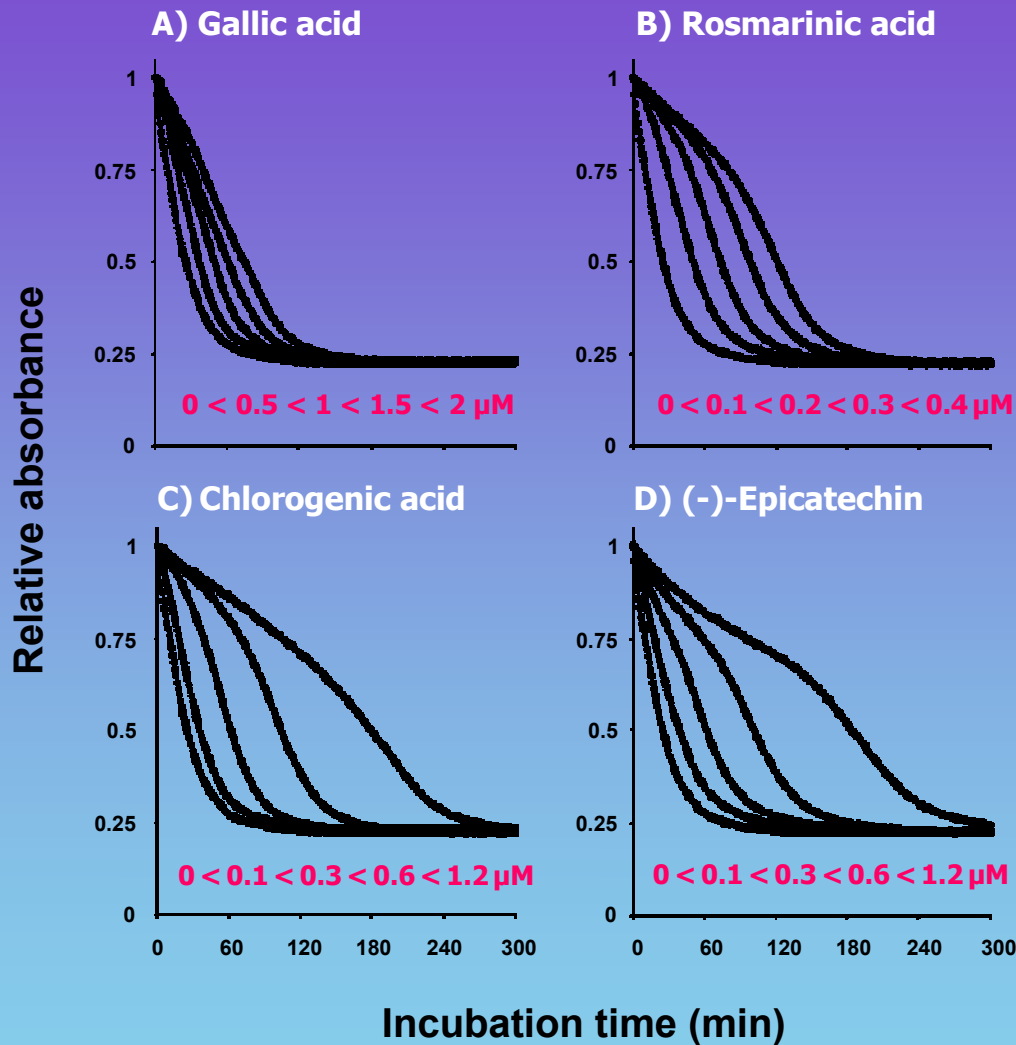 A) Gallic acid
B) Rosmarinic acid
1
0.75
0.5
0.25
0
0 < 0.5 < 1 < 1.5 < 2 µM
1
0.75
0.5
0.25
0
0 < 0.1 < 0.2 < 0.3 < 0.4 µM
Relative absorbance
C) Chlorogenic acid
D) (-)-Epicatechin
1
0.75
0.5
0.25
0
0 < 0.1 < 0.3 < 0.6 < 1.2 µM
0 60 120 180 240 300
1
0.75
0.5
0.25
0
0 < 0.1 < 0.3 < 0.6 < 1.2 µM
0 60 120 180 240 300
Incubation time (min)